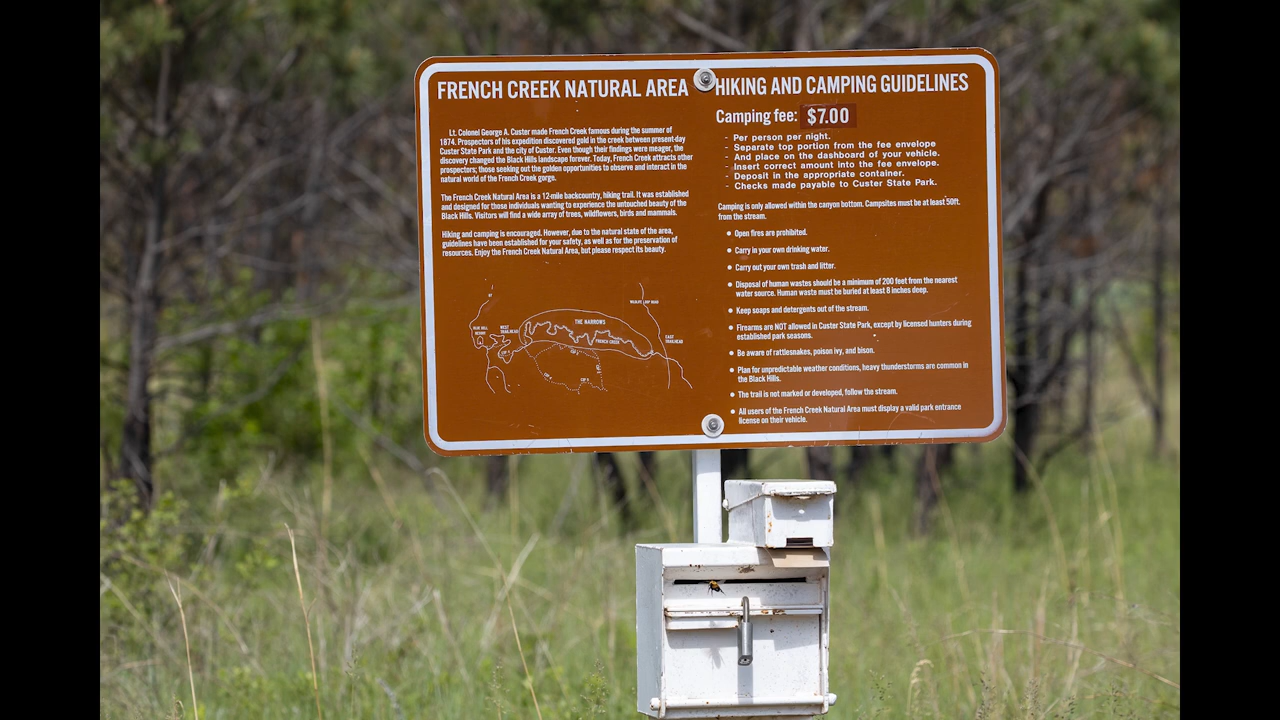 FRENCH CREEK NATURAL AREA
Lt. Colonel George A. Custer made French Creek famous during the summer of
1874. Prospectors of his expedition discovered gold in the creek between present-day
Custer State Park and the city of Custer. Even though their findings were meager, the
discovery changed the Black Hills landscape forever. Today, French Creek attracts other
prospectors; those seeking out the golden opportunities to observe and interact in the
natural world of the French Creek gorge.
The French Creek Natural Area is a 12-mile backcountry, hiking trail. It was established
and designed for those individuals wanting to experience the untouched beauty of the
Black Hills. Visitors will find a wide array of trees, wildflowers, birds and mammals.
Hiking and camping is encouraged. However, due to the natural state of the area,
guidelines have been established for your safety, as well as for the preservation of
resources. Enjoy the French Creek Natural Area, but please respect its beauty.
WILDLIFE LOOP ROAD
THE NARROWS
BLUE BELL
WEST
TRAILHEAD
FRENCH CREEK
EAST
TRAILHEAD
HIKING AND CAMPING GUIDELINES
Camping fee: $7.00
- Per person per night.
- Separate top portion from the fee envelope
- And place on the dashboard of your vehicle.
- Insert correct amount into the fee envelope.
- Deposit in the appropriate container.
- Checks made payable to Custer State Park.
Camping is only allowed within the canyon bottom. Campsites must be at least 50ft.
from the stream.
• Open fires are prohibited.
• Carry in your own drinking water.
• Carry out your own trash and litter.
• Disposal of human wastes should be a minimum of 200 feet from the nearest
water source. Human waste must be buried at least 8 inches deep.
• Keep soaps and detergents out of the stream.
• Firearms are NOT allowed in Custer State Park, except by licensed hunters during
established park seasons.
• Be aware of rattlesnakes, poison ivy, and bison.
• Plan for unpredictable weather conditions, heavy thunderstorms are common in
the Black Hills.
• The trail is not marked or developed, follow the stream.
• All users of the French Creek Natural Area must display a valid park entrance
license on their vehicle.